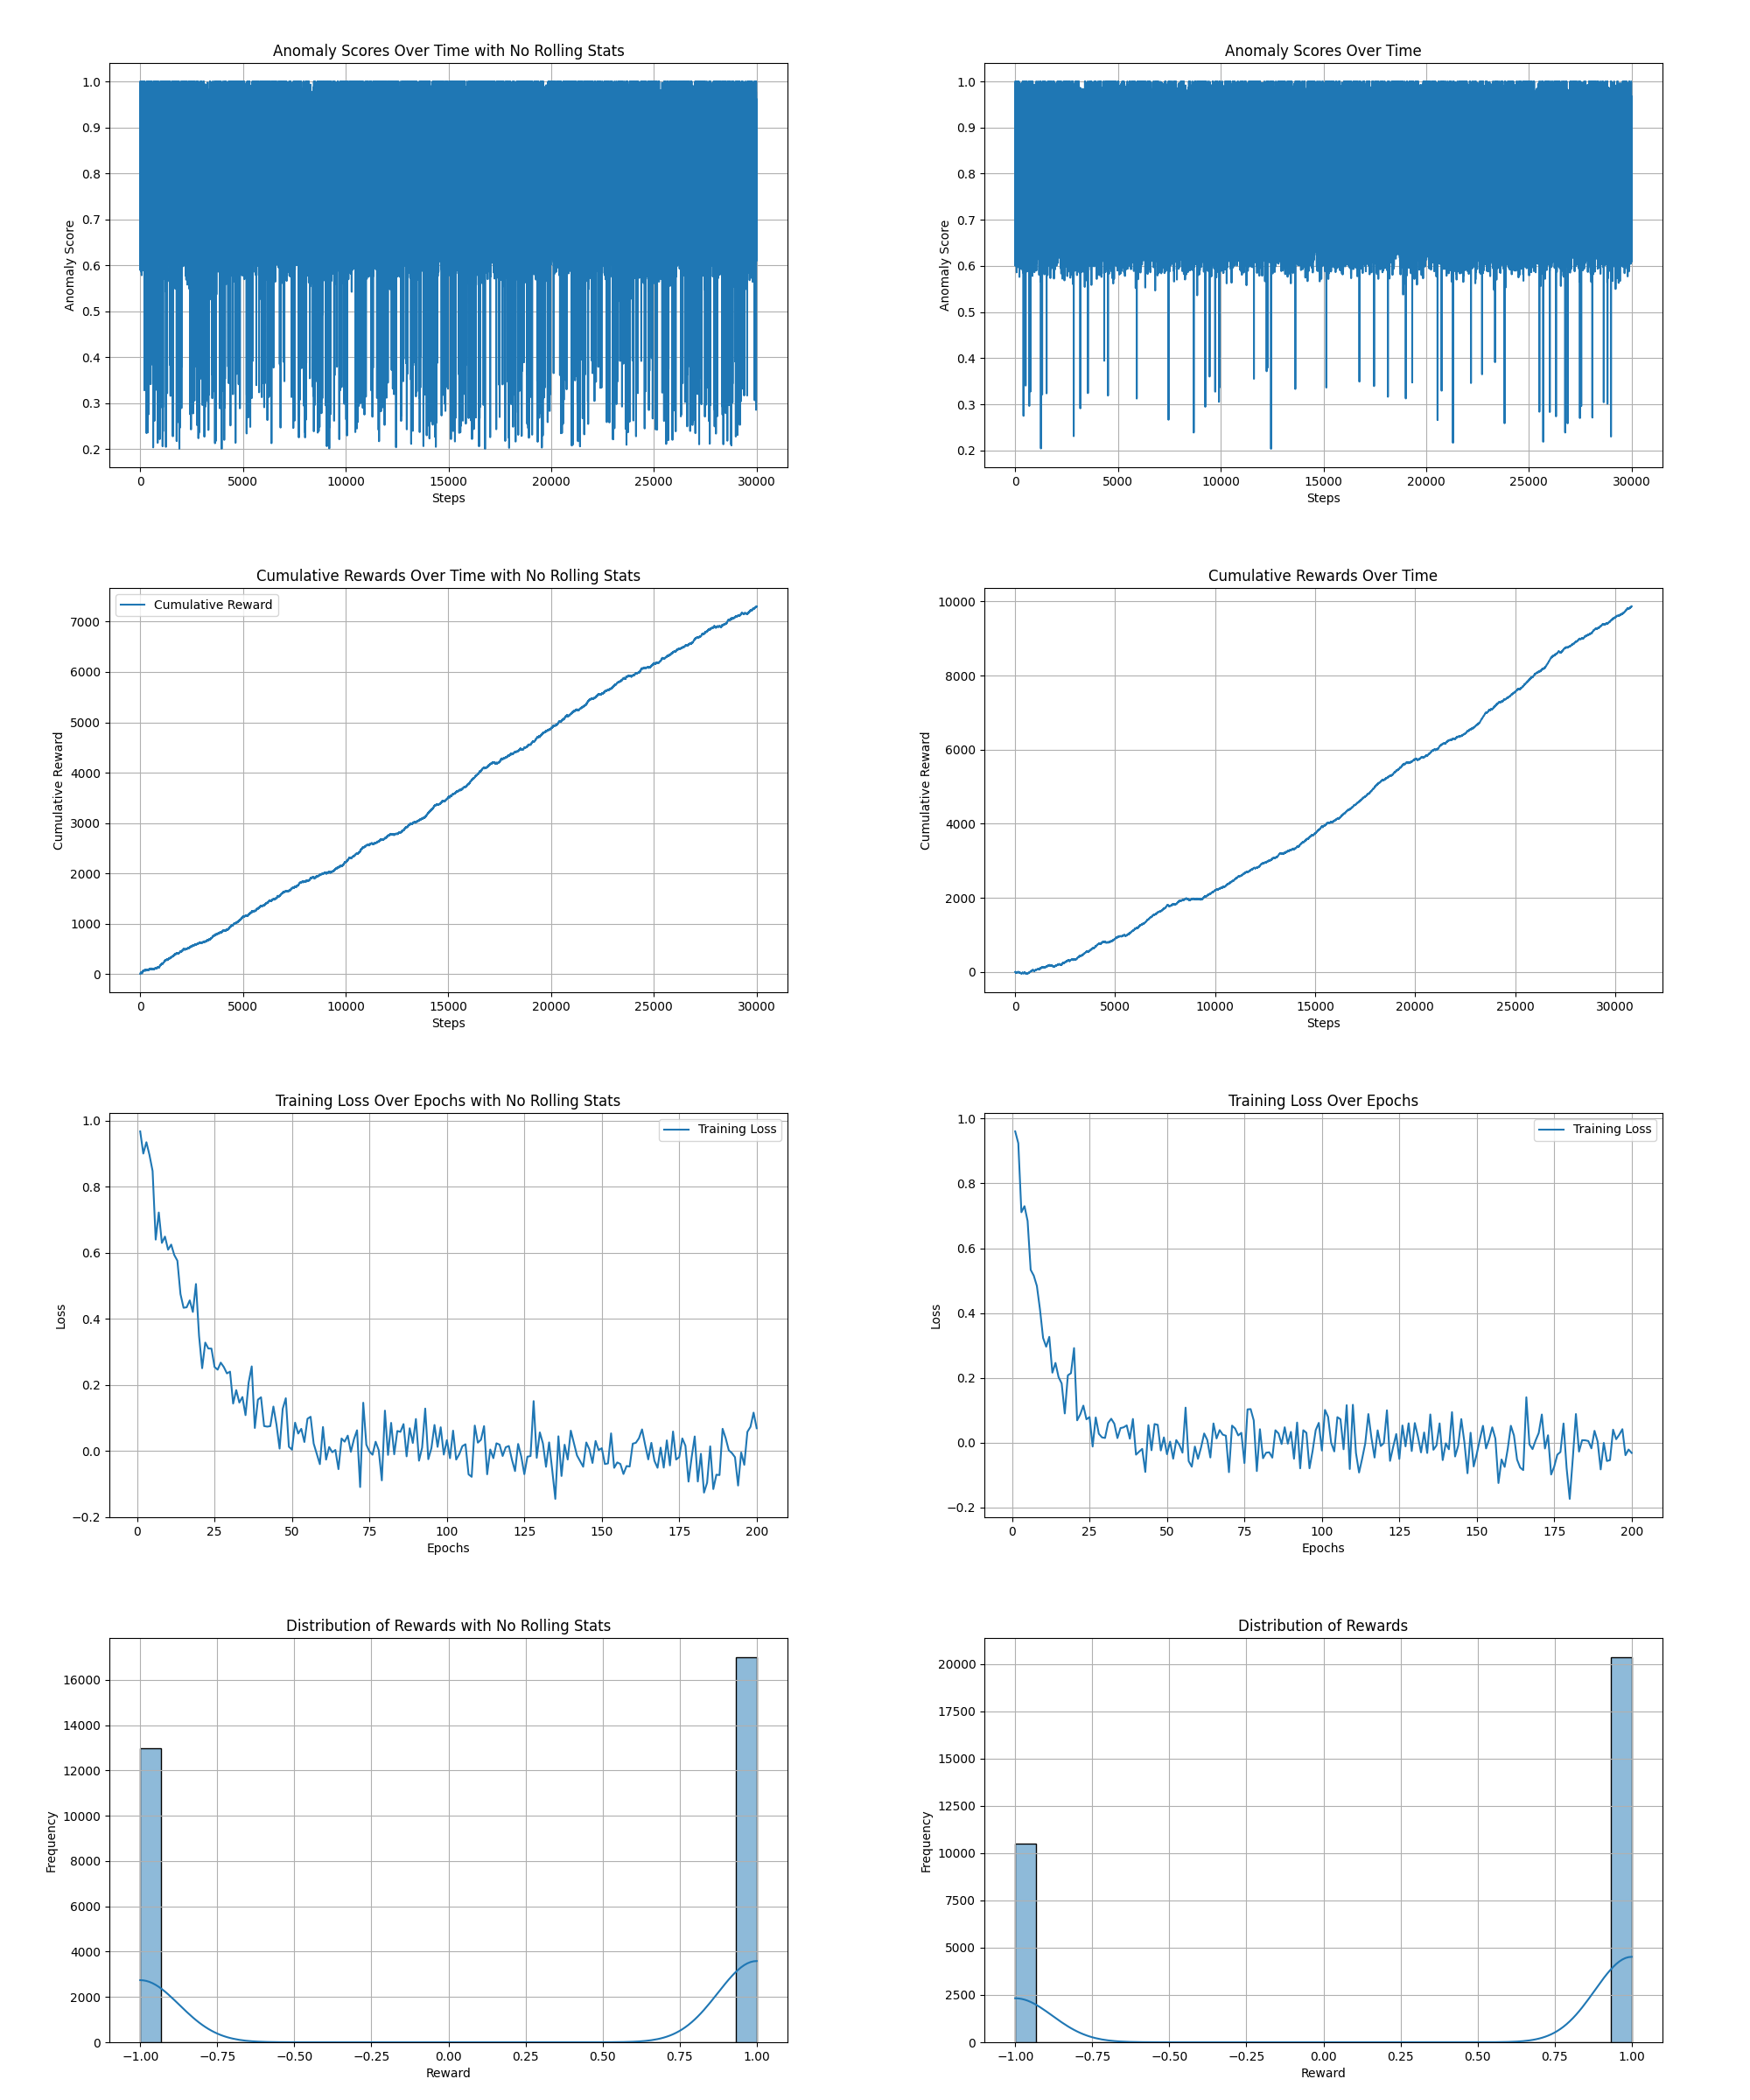 Anomaly Scores Over Time with No Rolling Stats
1.0
0.9
0.8
0.7
0.6
0.5
0.4
0.3
0.2
Anomaly Score
0 5000 10000 15000 20000 25000 30000
Steps
Anomaly Scores Over Time
1.0
0.9
0.8
0.7
0.6
0.5
0.4
0.3
0.2
Anomaly Score
0 5000 10000 15000 20000 25000 30000
Steps
Cumulative Rewards Over Time with No Rolling Stats
Cumulative Reward
7000
6000
5000
4000
3000
2000
1000
0
Cumulative Reward
0 5000 10000 15000 20000 25000 30000
Steps
Cumulative Rewards Over Time
10000
8000
6000
4000
2000
0
Cumulative Reward
0 5000 10000 15000 20000 25000 30000
Steps
Training Loss Over Epochs with No Rolling Stats
Training Loss
1.0
0.8
0.6
0.4
0.2
0.0
−0.2
Loss
0 25 50 75 100 125 150 175 200
Epochs
Training Loss Over Epochs
Training Loss
1.0
0.8
0.6
0.4
0.2
0.0
−0.2
Loss
0 25 50 75 100 125 150 175 200
Epochs
Distribution of Rewards with No Rolling Stats
16000
14000
12000
10000
8000
6000
4000
2000
0
Frequency
−1.00 −0.75 −0.50 −0.25 0.00 0.25 0.50 0.75 1.00
Reward
Distribution of Rewards
20000
17500
15000
12500
10000
7500
5000
2500
0
Frequency
−1.00 −0.75 −0.50 −0.25 0.00 0.25 0.50 0.75 1.00
Reward